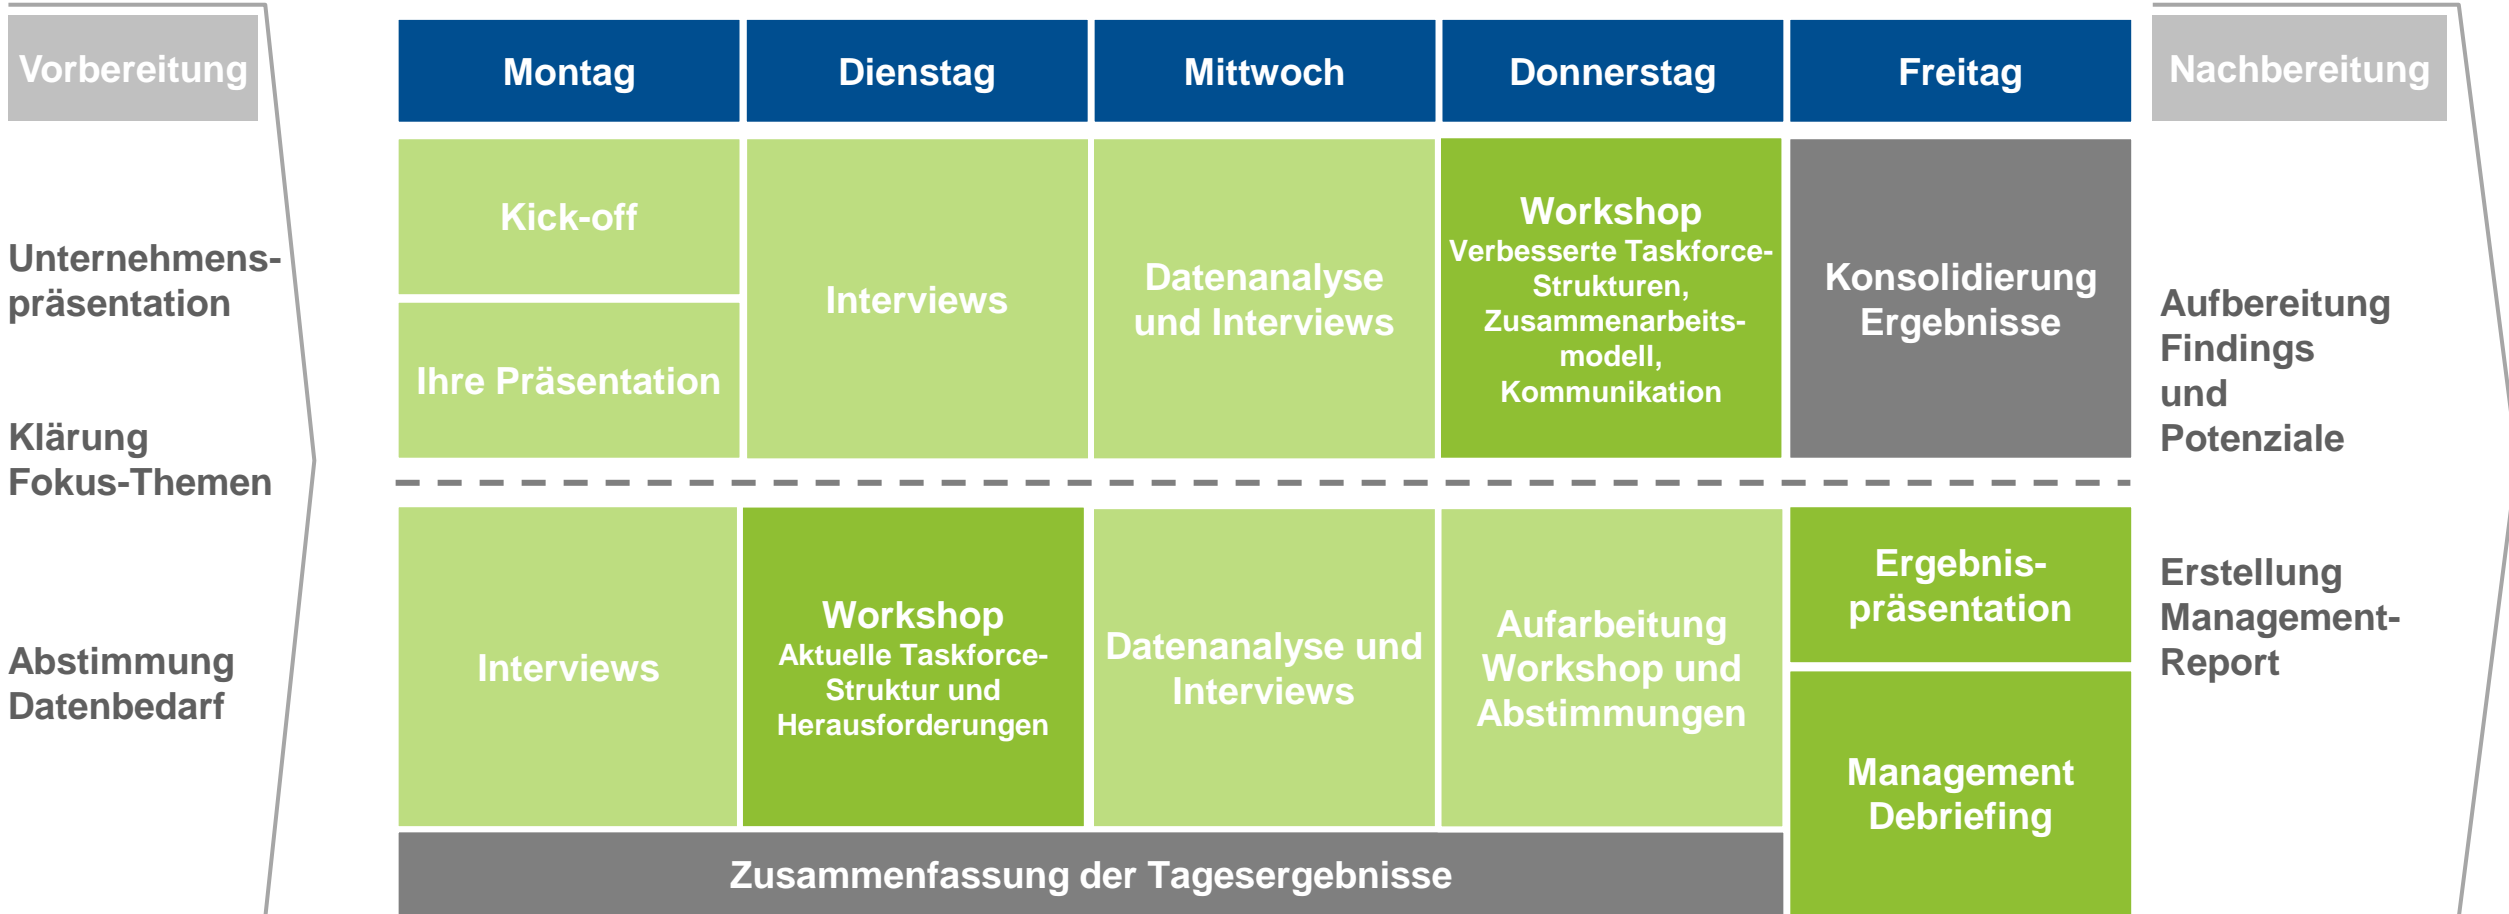 Vorbereitung
Unternehmens-
präsentation
Klärung
Fokus-Themen
Abstimmung
Datenbedarf
Montag
Dienstag
Mittwoch
Donnerstag
Freitag
Kick-off
Ihre Präsentation
Interviews
Datenanalyse
und Interviews
Workshop
Verbesserte Taskforce-
Strukturen,
Zusammenarbeits-
modell,
Kommunikation
Konsolidierung
Ergebnisse
Interviews
Workshop
Aktuelle Taskforce-
Struktur und
Herausforderungen
Datenanalyse und
Interviews
Aufarbeitung
Workshop und
Abstimmungen
Ergebnis-
präsentation
Management
Debriefing
Zusammenfassung der Tagesergebnisse
Nachbereitung
Aufbereitung
Findings
und
Potenziale
Erstellung
Management-
Report